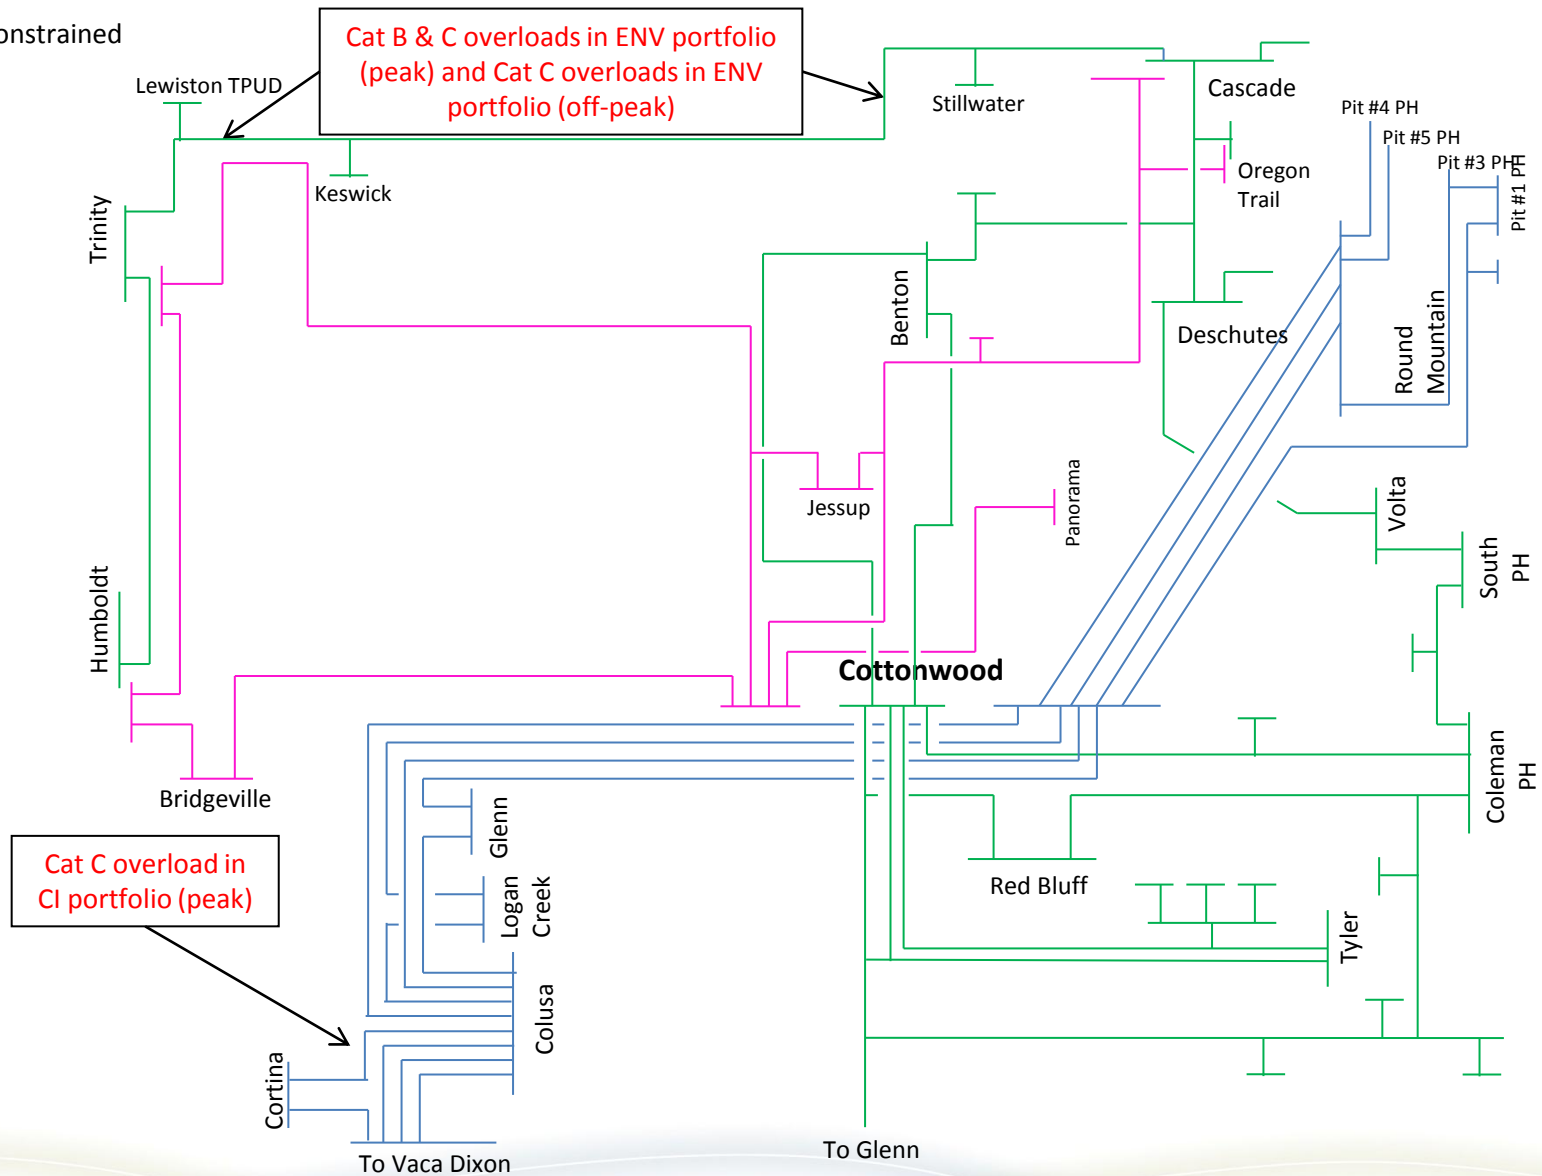 onstrained
Cat B & C overloads in ENV portfolio
(peak) and Cat C overloads in ENV
portfolio (off-peak)
Lewiston TPUD
Stillwater
Cascade
Pit #4 PH
Pit #5 PH
Pit #3 PH
Pit #1 PH
Keswick
Oregon
Trail
Trinity
Benton
Deschutes
Round
Mountain
Jessup
Panorama
Volta
South
PH
Humboldt
Cottonwood
Bridgeville
Coleman
PH
Glenn
Cat C overload in
CI portfolio (peak)
Red Bluff
Logan
Creek
Tyler
Colusa
Cortina
To Glenn
To Vaca Dixon